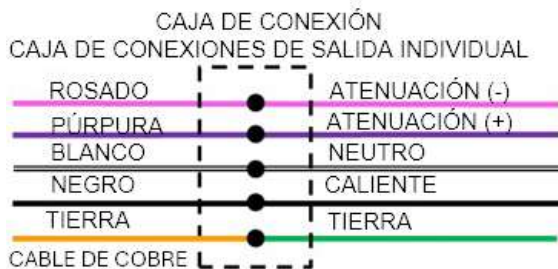 CAJA DE CONEXIÓN
CAJA DE CONEXIONES DE SALIDA INDIVIDUAL
ROSADO ATENUACIÓN (-)
PÚRPURA ATENUACIÓN (+)
BLANCO NEUTRO
NEGRO CALIENTE
TIERRA TIERRA
CABLE DE COBRE